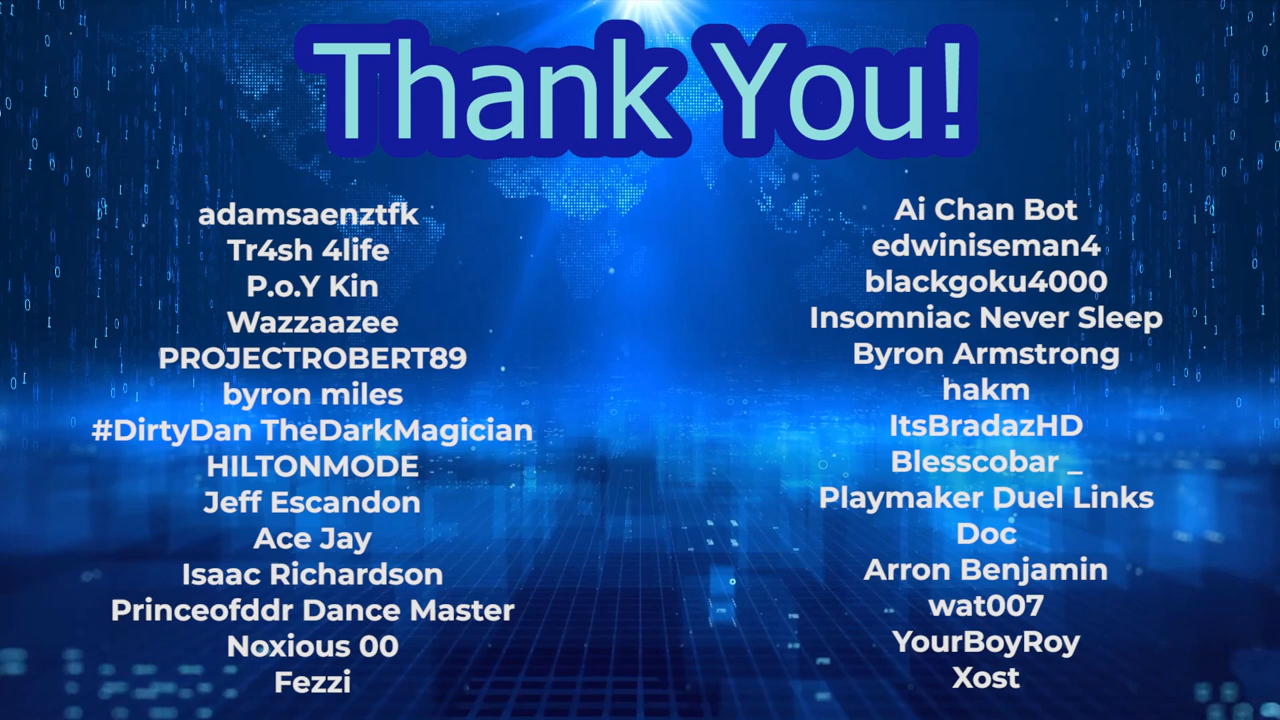 Thank You!
adamsaenztfk
Tr4sh 4life
P.o.Y Kin
Wazzaazee
PROJECTROBERT89
byron miles
#DirtyDan TheDarkMagician
HILTONMODE
Jeff Escandon
Ace Jay
Isaac Richardson
Princeofddr Dance Master
Noxious 00
Fezzi
Ai Chan Bot
edwiniseman4
blackgoku4000
Insomniac Never Sleep
Byron Armstrong
hakm
ItsBradazHD
Blesscobar _
Playmaker Duel Links
Doc
Arron Benjamin
wat007
YourBoyRoy
Xost